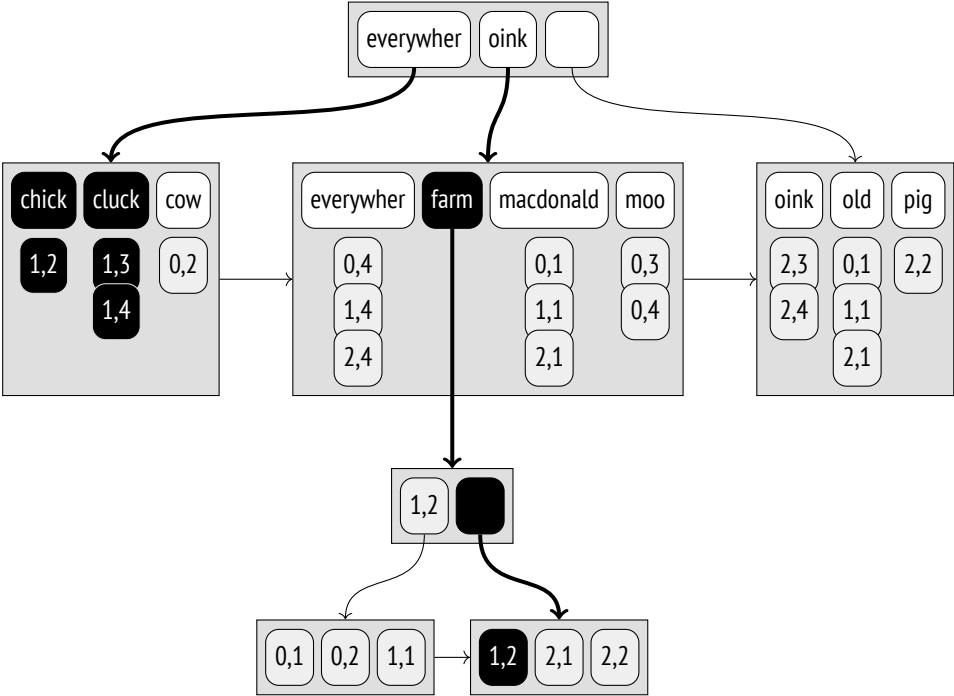 everywher oink
chick cluck cow
1,2 1,3 0,2
1,4
everywher farm macdonald moo
0,4 0,1 0,3
1,4 1,1 0,4
2,4 2,1
oink old pig
2,3 0,1 2,2
2,4 1,1
2,1
1,2
0,1 0,2 1,1
1,2 2,1 2,2